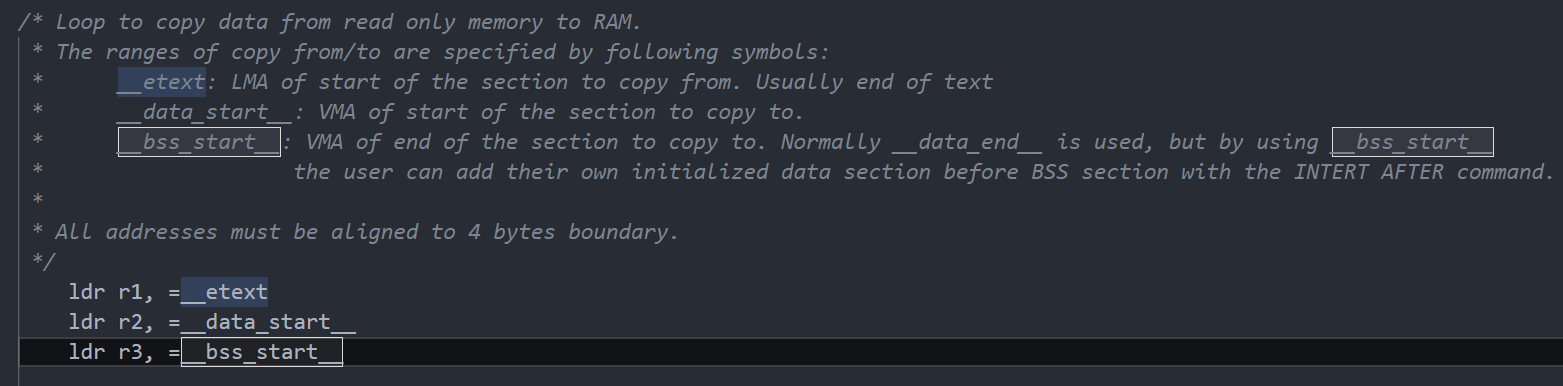 /* Loop to copy data from read only memory to RAM.
 * The ranges of copy from/to are specified by following symbols:
 *      __etext: LMA of start of the section to copy from. Usually end of text
 *      __data_start__: VMA of start of the section to copy to.
 *      __bss_start__: VMA of end of the section to copy to. Normally __data_end__ is used, but by using __bss_start__
 *                    the user can add their own initialized data section before BSS section with the INTERT AFTER command.
 *
 * All addresses must be aligned to 4 bytes boundary.
 */
    ldr r1, =__etext
    ldr r2, =__data_start__
    ldr r3, =__bss_start__